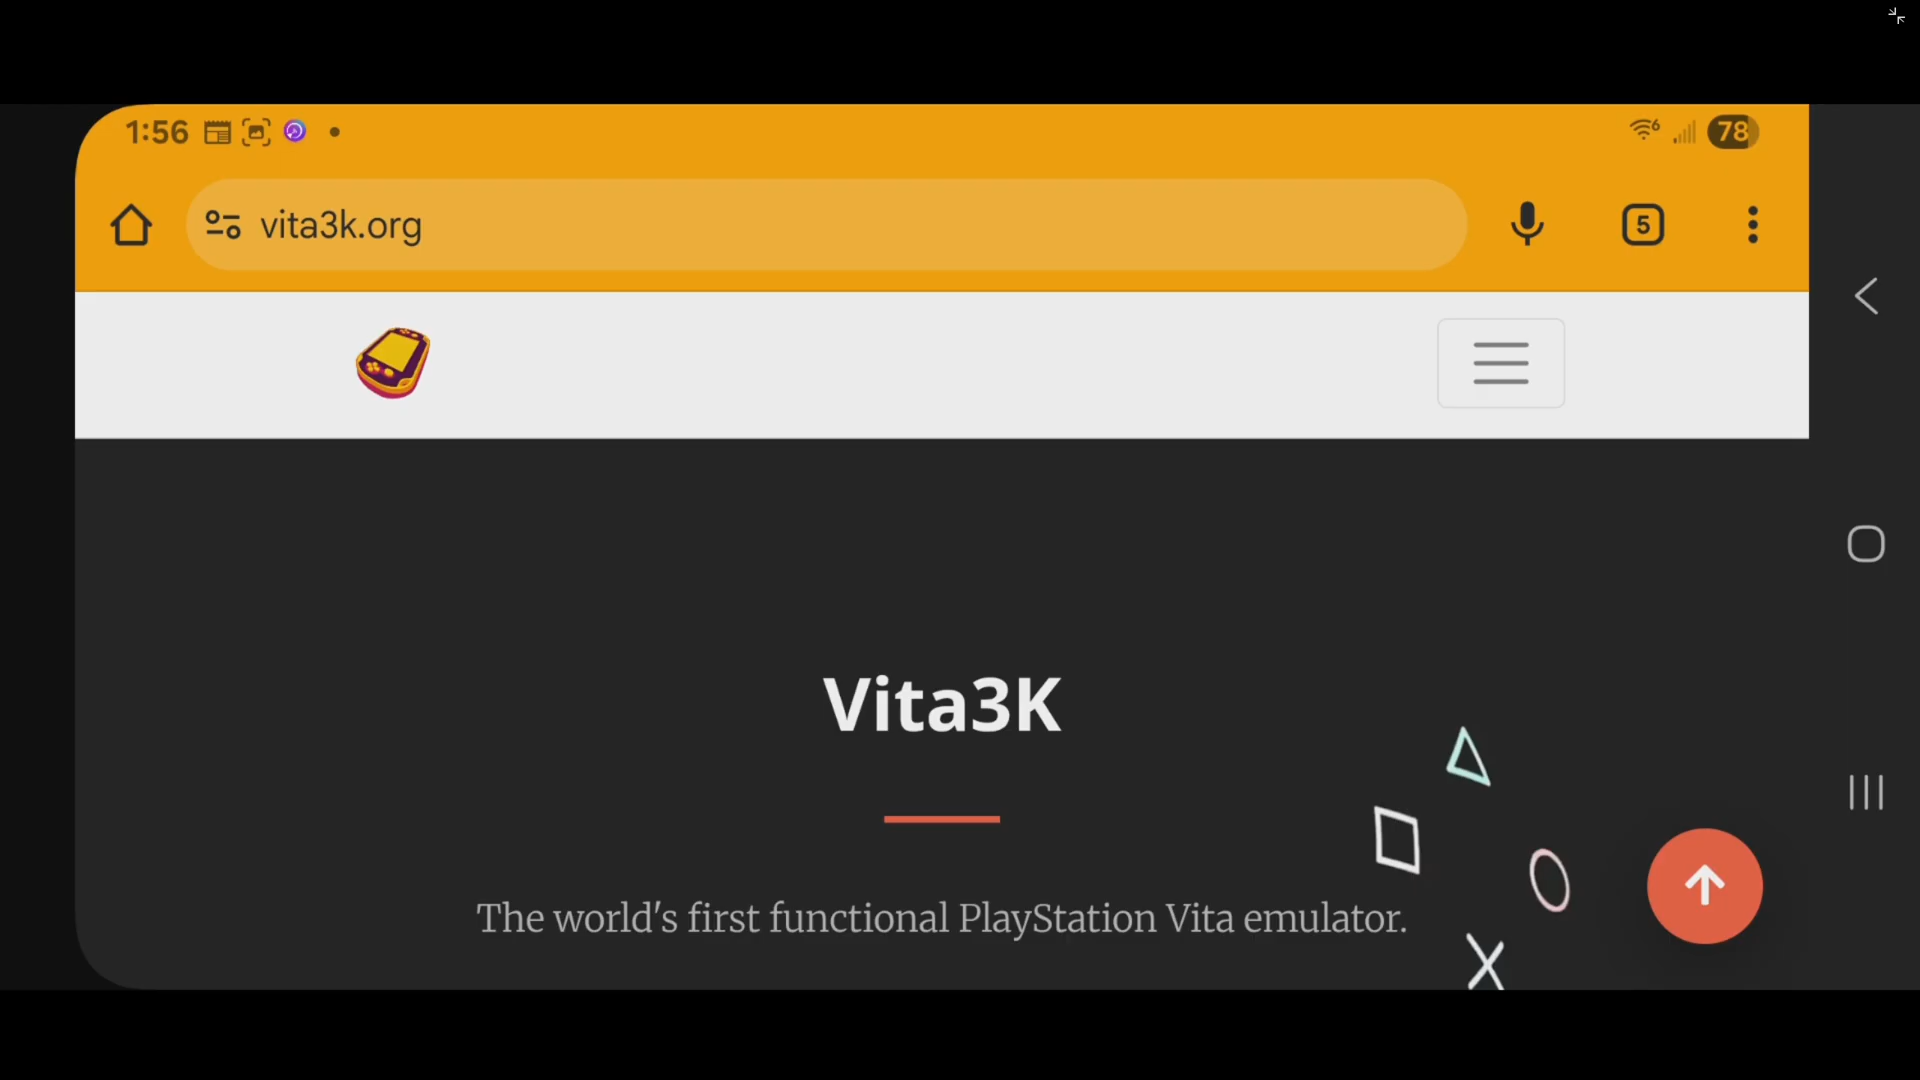 1:56
78
vita3k.org
5
Vita3K
The world's first functional PlayStation Vita emulator.